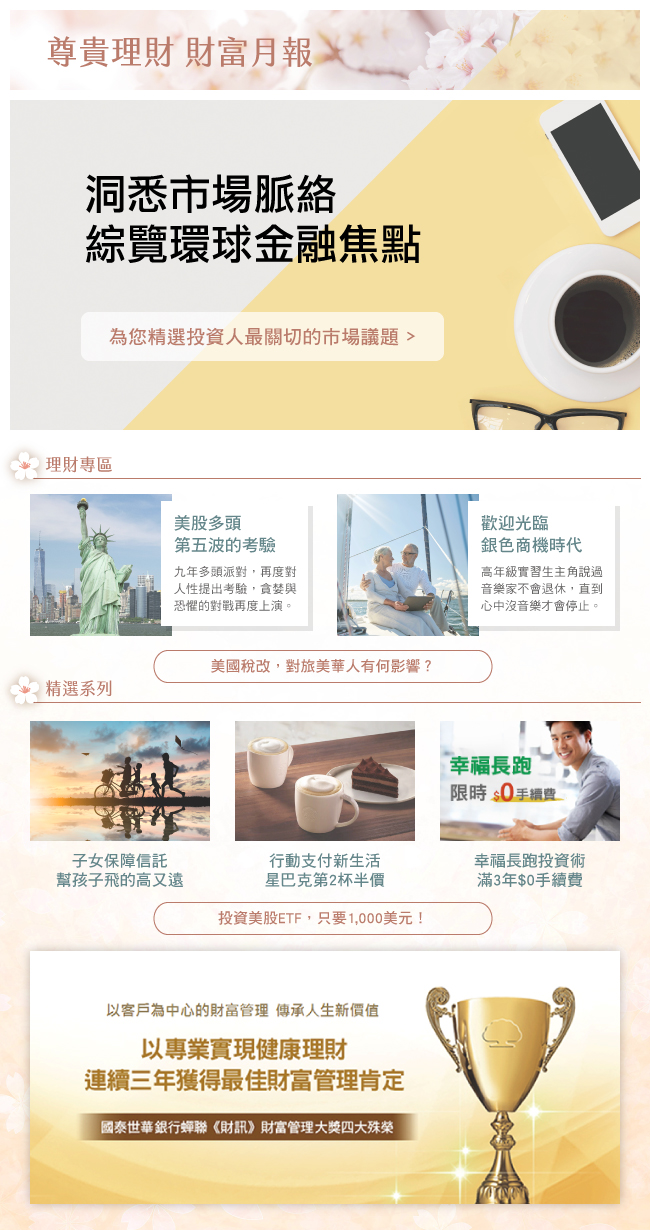 尊貴理財 財富月報
洞悉市場脈絡
綜覽環球金融焦點
為您精選投資人最關切的市場議題 >
理財專區
美股多頭
第五波的考驗
九年多頭派對，再度對
人性提出考驗，貪婪與
恐懼的對戰再度上演。
歡迎光臨
銀色商機時代
高年級實習生主角說過
音樂家不會退休，直到
心中沒音樂才會停止。
美國稅改，對旅美華人有何影響？
精選系列
幸福長跑
限時 $0手續費
子女保障信託
幫孩子飛的高又遠
行動支付新生活
星巴克第2杯半價
幸福長跑投資術
滿3年$0手續費
投資美股ETF，只要1,000美元！
以客戶為中心的財富管理 傳承人生新價值
以專業實現健康理財
連續三年獲得最佳財富管理肯定
國泰世華銀行蟬聯《財訊》財富管理大獎四大殊榮